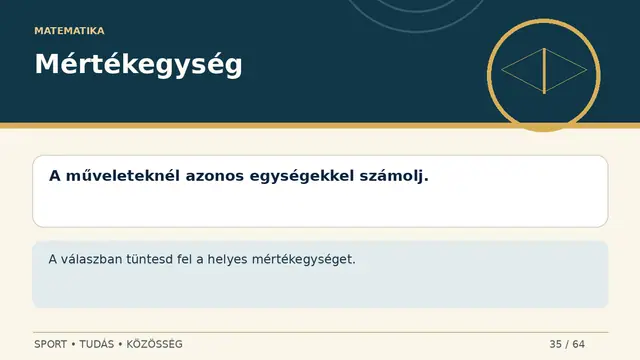 MATEMATIKA
Mértékegység
A műveleteknél azonos egységekkel számolj.
A válaszban tüntesd fel a helyes mértékegységet.
SPORT • TUDÁS • KÖZÖSSÉG
35 / 64